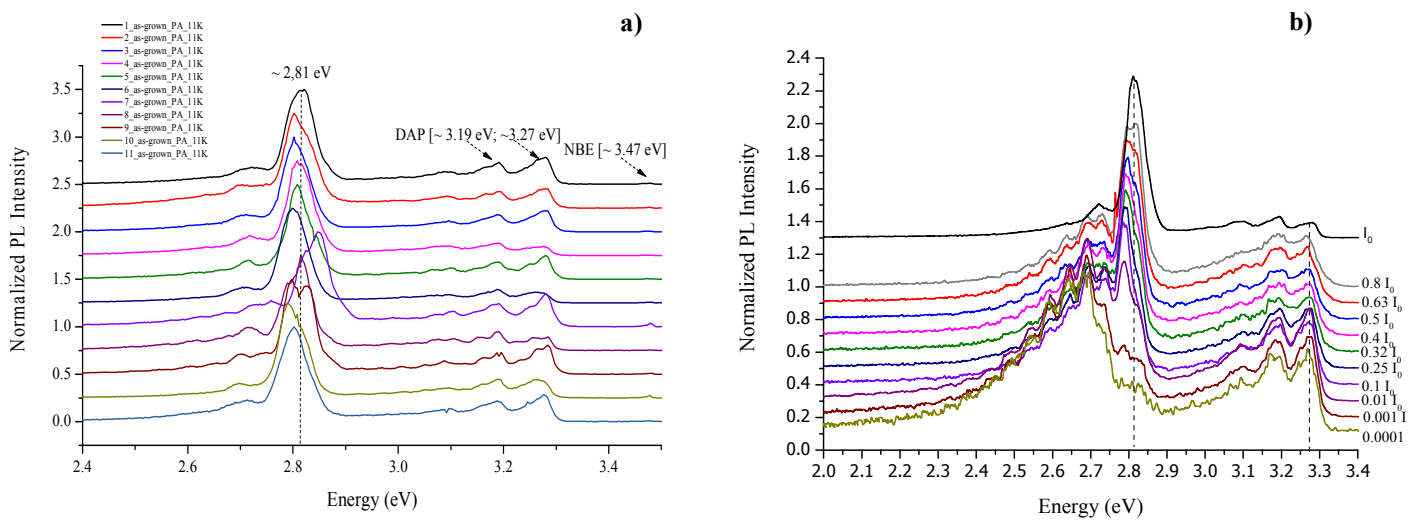 a)
1_as-grown_PA_11K
2_as-grown_PA_11K
3_as-grown_PA_11K
4_as-grown_PA_11K
5_as-grown_PA_11K
6_as-grown_PA_11K
7_as-grown_PA_11K
8_as-grown_PA_11K
9_as-grown_PA_11K
10_as-grown_PA_11K
11_as-grown_PA_11K
~ 2,81 eV
DAP [~ 3.19 eV; ~3.27 eV]
NBE [~ 3.47 eV]
Normalized PL Intensity
3.5
3.0
2.5
2.0
1.5
1.0
0.5
0.0
2.4 2.6 2.8 3.0 3.2 3.4
Energy (eV)
b)
Normalized PL Intensity
2.4
2.2
2.0
1.8
1.6
1.4
1.2
1.0
0.8
0.6
0.4
0.2
0.0
I₀
0.8 I₀
0.63 I₀
0.5 I₀
0.4 I₀
0.32 I₀
0.25 I₀
0.1 I₀
0.01 I₀
0.001 I
0.0001
2.0 2.1 2.2 2.3 2.4 2.5 2.6 2.7 2.8 2.9 3.0 3.1 3.2 3.3 3.4
Energy (eV)